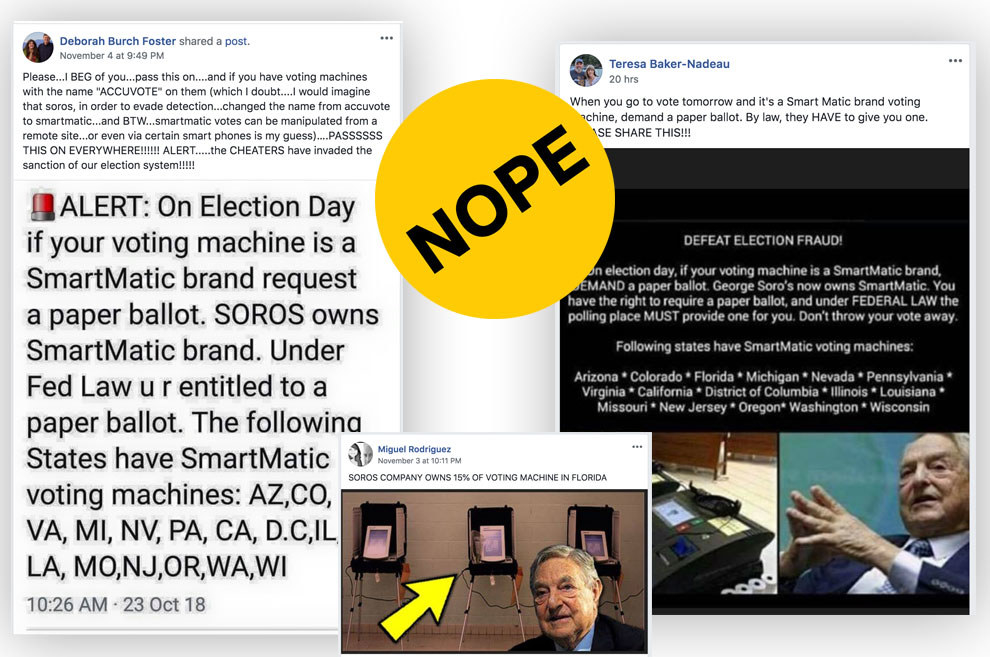 Deborah Burch Foster shared a post.
November 4 at 9:49 PM
Please...I BEG of you...pass this on....and if you have voting machines
with the name "ACCUVOTE" on them (which I doubt....I would imagine
that soros, in order to evade detection...changed the name from accuvote
to smartmatic...and BTW...smartmatic votes can be manipulated from a
remote site...or even via certain smart phones is my guess)....PASSSSSS
THIS ON EVERYWHERE!!!!!! ALERT.....the CHEATERS have invaded the
sanction of our election system!!!!!
🚨ALERT: On Election Day
if your voting machine is a
SmartMatic brand request
a paper ballot. SOROS owns
SmartMatic brand. Under
Fed Law u r entitled to a
paper ballot. The following
States have SmartMatic
voting machines: AZ,CO,
VA, MI, NV, PA, CA, D.C,IL,
LA, MO,NJ,OR,WA,WI
10:26 AM · 23 Oct 18
NOPE
Teresa Baker-Nadeau
20 hrs
When you go to vote tomorrow and it's a Smart Matic brand voting
demand a paper ballot. By law, they HAVE to give you one.
SHARE THIS!!!
DEFEAT ELECTION FRAUD!
on election day, if your voting machine is a SmartMatic brand,
DEMAND a paper ballot. George Soro's now owns SmartMatic. You
have the right to require a paper ballot, and under FEDERAL LAW the
polling place MUST provide one for you. Don't throw your vote away.
Following states have SmartMatic voting machines:
Arizona * Colorado * Florida * Michigan * Nevada * Pennsylvania *
Virginia * California * District of Columbia * Illinois * Louisiana *
Missouri * New Jersey * Oregon* Washington * Wisconsin
Miguel Rodriguez
November 3 at 10:11 PM
SOROS COMPANY OWNS 15% OF VOTING MACHINE IN FLORIDA